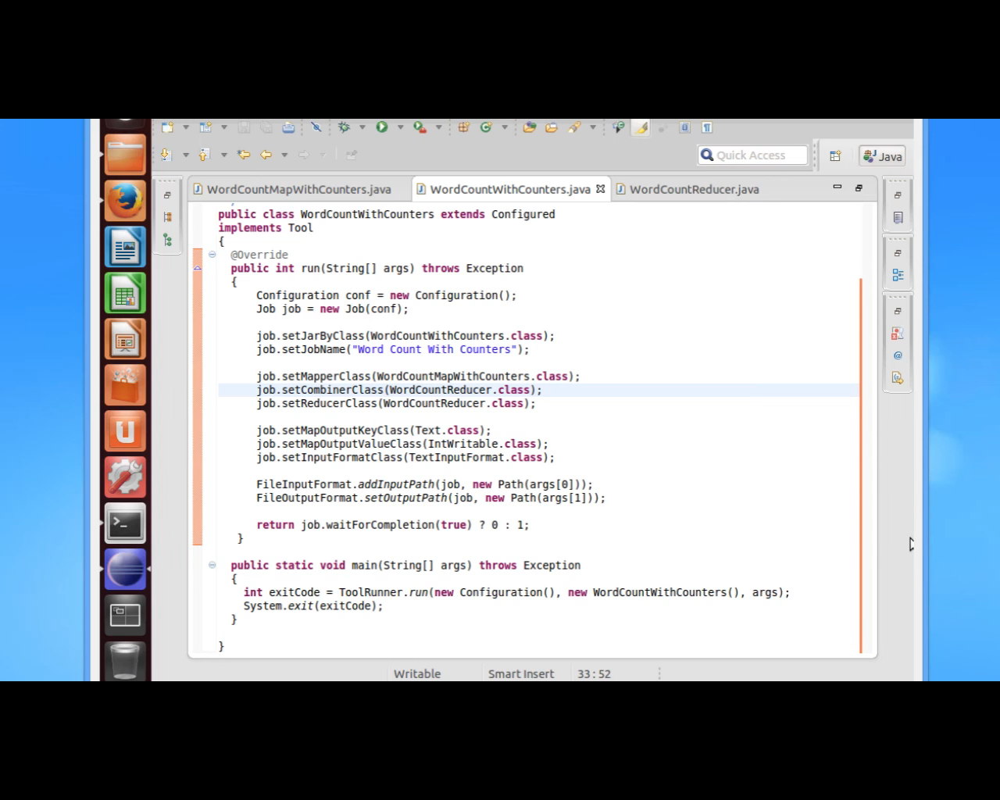 Quick Access
Java
WordCountMapWithCounters.java
WordCountWithCounters.java
WordCountReducer.java
public class WordCountWithCounters extends Configured
implements Tool
{
@Override
public int run(String[] args) throws Exception
{
Configuration conf = new Configuration();
Job job = new Job(conf);
job.setJarByClass(WordCountWithCounters.class);
job.setJobName("Word Count With Counters");
job.setMapperClass(WordCountMapWithCounters.class);
job.setCombinerClass(WordCountReducer.class);
job.setReducerClass(WordCountReducer.class);
job.setMapOutputKeyClass(Text.class);
job.setMapOutputValueClass(IntWritable.class);
job.setInputFormatClass(TextInputFormat.class);
FileInputFormat.addInputPath(job, new Path(args[0]));
FileOutputFormat.setOutputPath(job, new Path(args[1]));
return job.waitForCompletion(true) ? 0 : 1;
}
public static void main(String[] args) throws Exception
{
int exitCode = ToolRunner.run(new Configuration(), new WordCountWithCounters(), args);
System.exit(exitCode);
}
}
Writable
Smart Insert
33 : 52